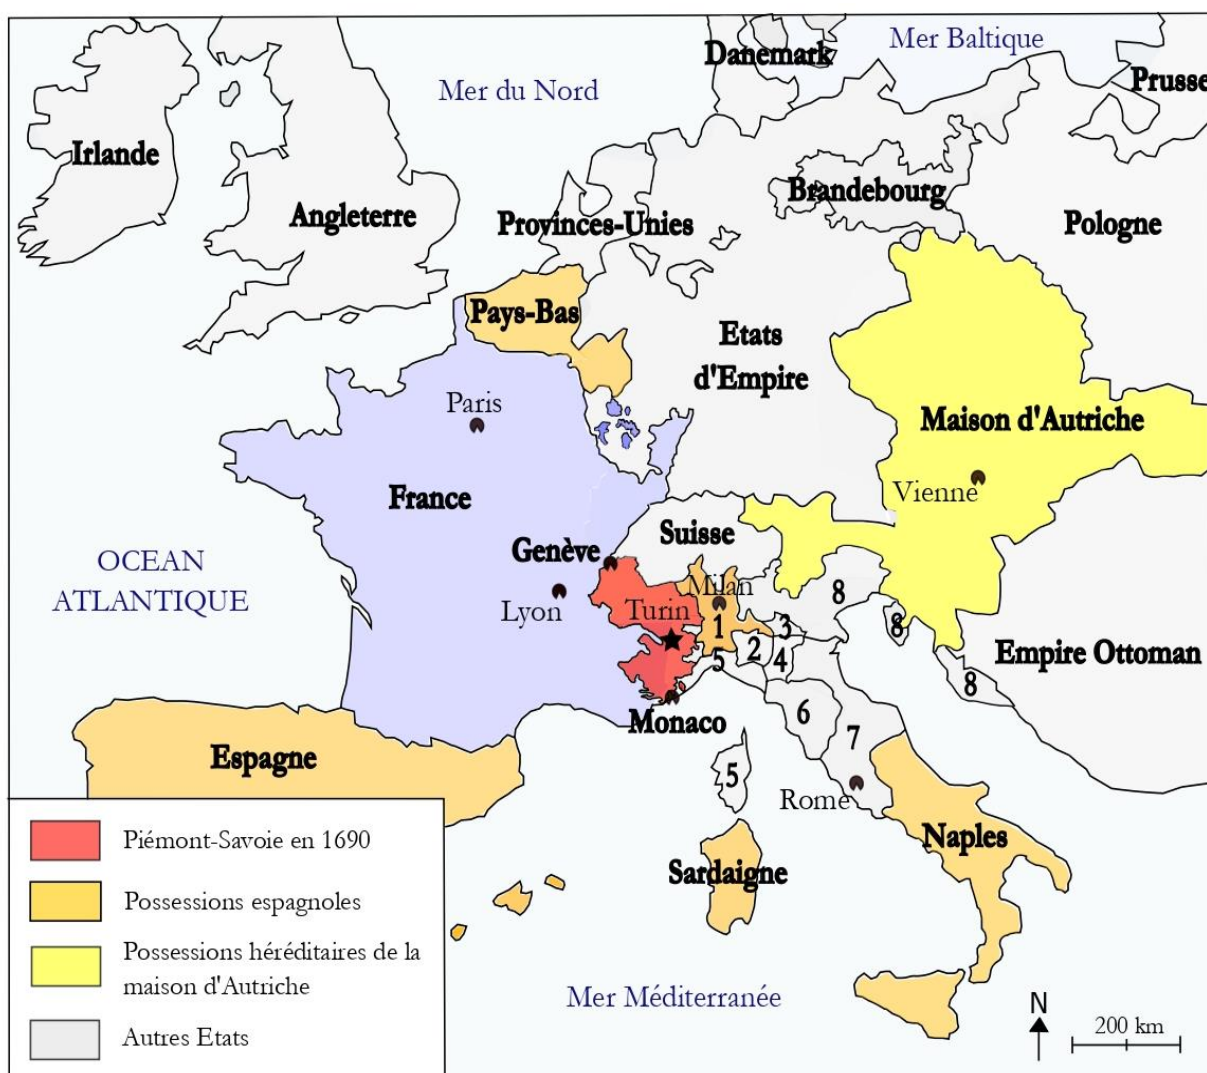 Mer Baltique
Danemark
Prusse
Mer du Nord
Irlande
Brandebourg
Angleterre
Provinces-Unies
Pologne
Pays-Bas
Etats
d'Empire
Paris
Maison d'Autriche
France
Vienne
Suisse
Genève
OCEAN
ATLANTIQUE
Lyon
Milan
Turin
8
1
3
8
2
5
4
Empire Ottoman
8
6
Monaco
7
Espagne
5
Rome
Naples
Sardaigne
Piémont-Savoie en 1690
Possessions espagnoles
Possessions héréditaires de la
maison d'Autriche
Autres Etats
Mer Méditerranée
N
200 km